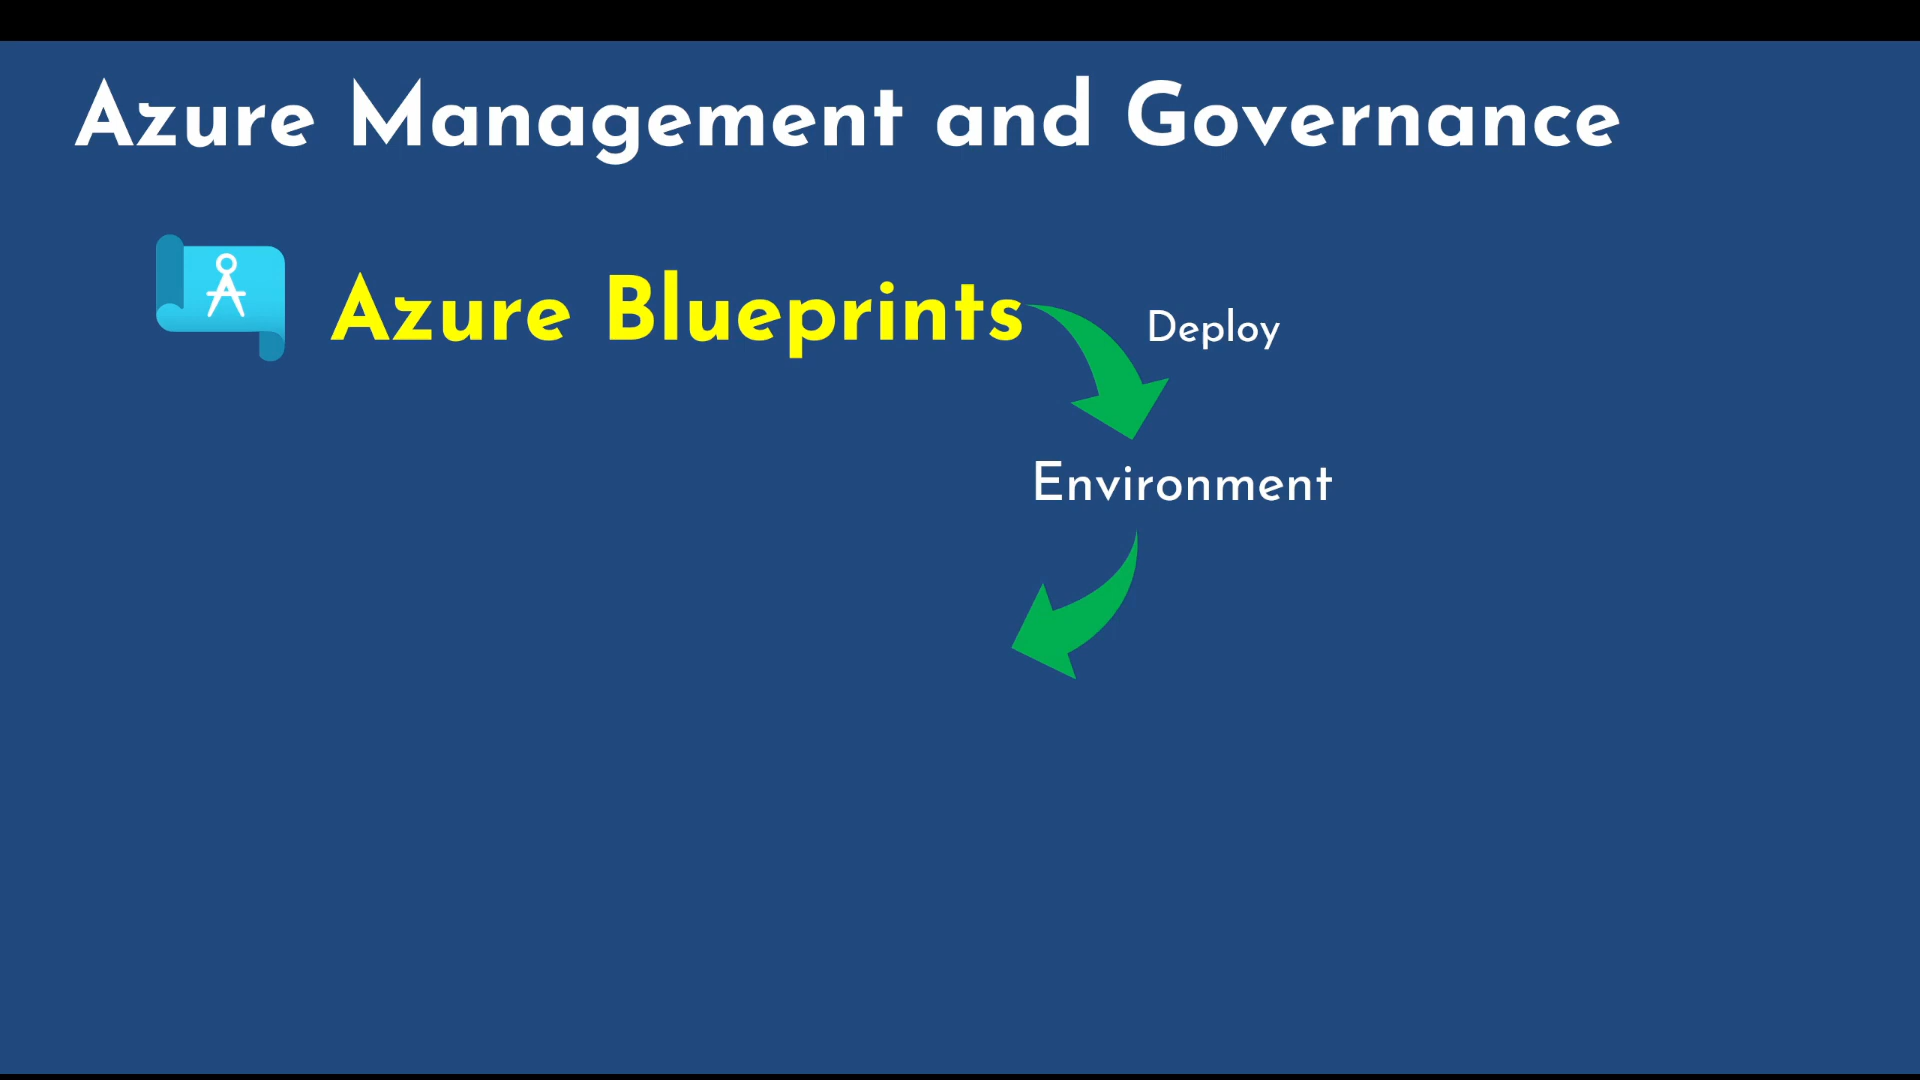 Azure Management and Governance
Azure Blueprints
Deploy
Environment